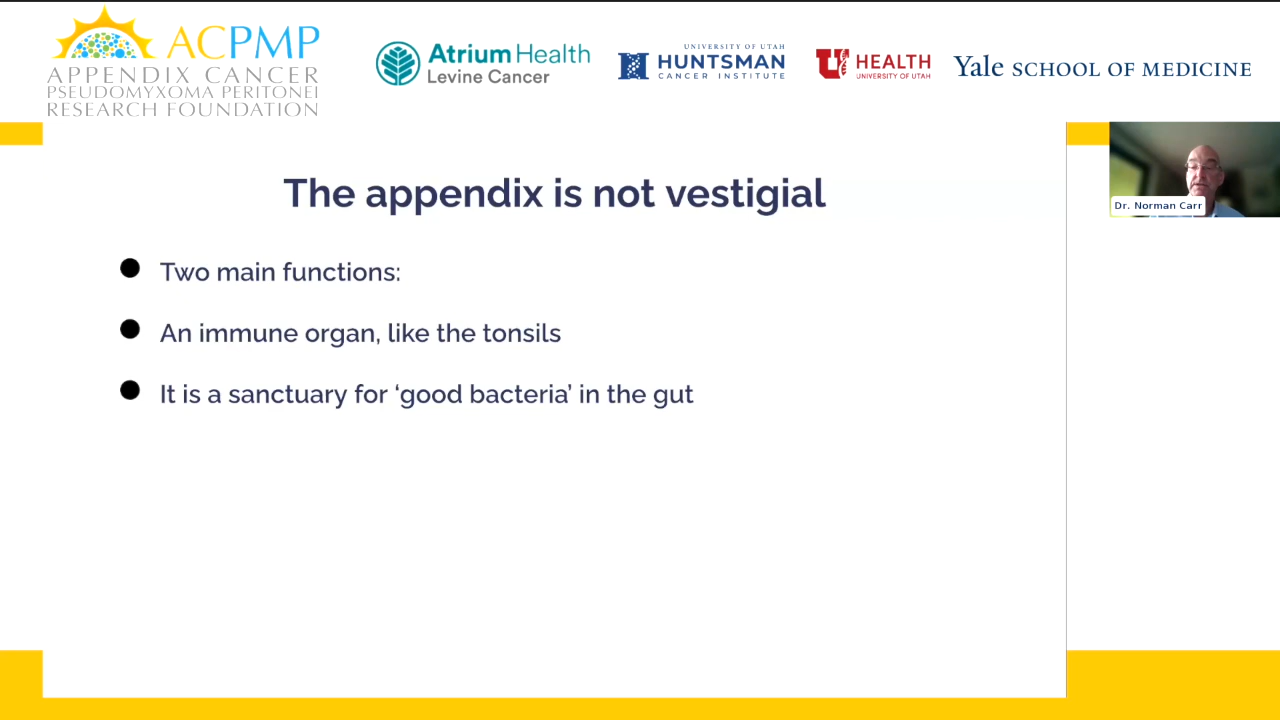 ACPMP
APPENDIX CANCER
PSEUDOMYXOMA PERITONEI
RESEARCH FOUNDATION
Atrium Health
Levine Cancer
UNIVERSITY OF UTAH
HUNTSMAN
CANCER INSTITUTE
U
HEALTH
UNIVERSITY OF UTAH
Yale SCHOOL OF MEDICINE
Dr. Norman Carr
The appendix is not vestigial
● Two main functions:
● An immune organ, like the tonsils
● It is a sanctuary for ‘good bacteria’ in the gut